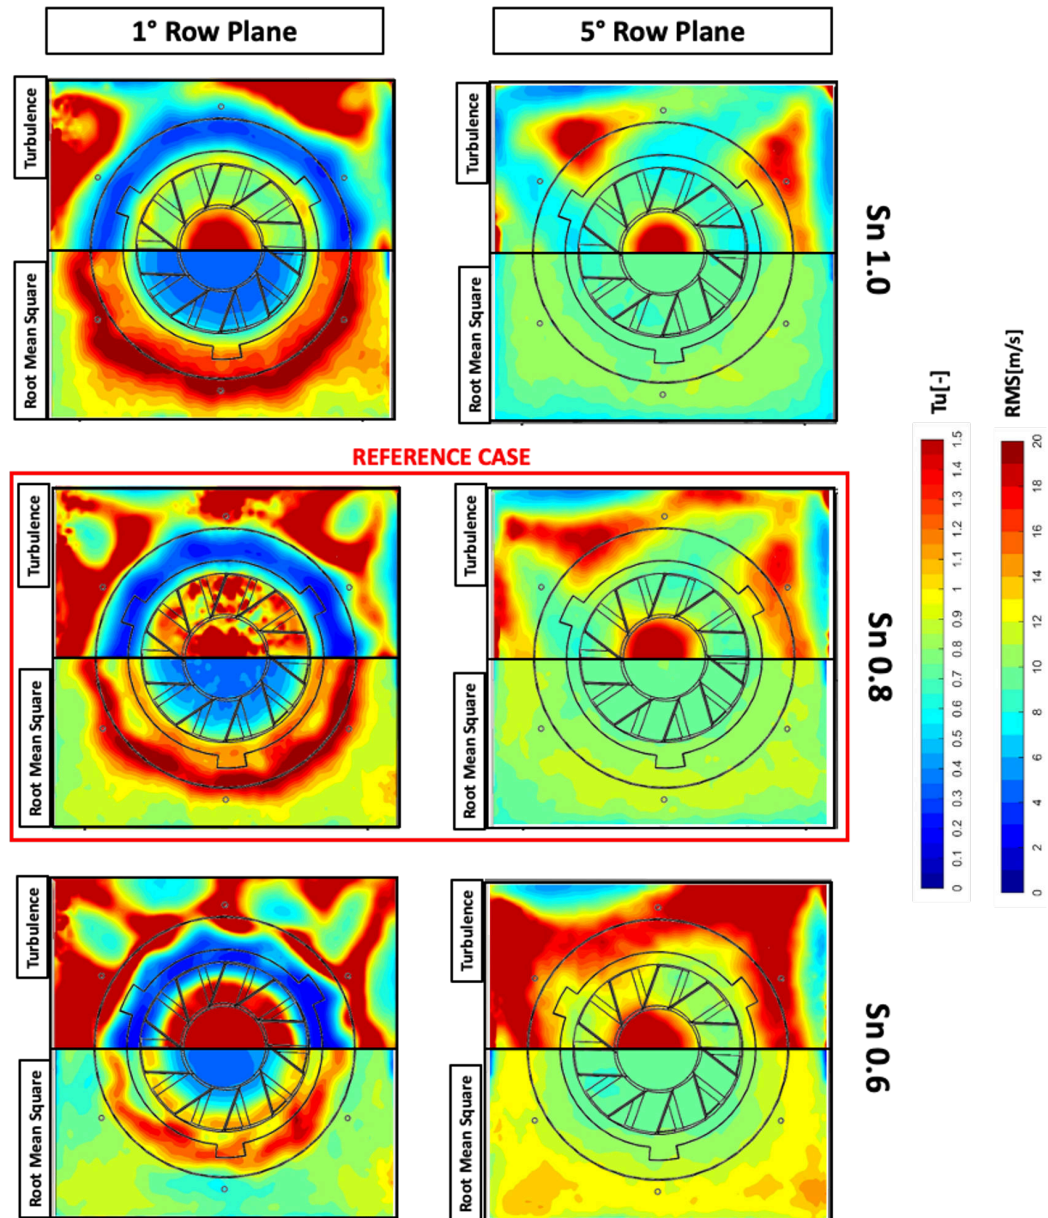 1° Row Plane
5° Row Plane
Turbulence
Root Mean Square
Turbulence
Root Mean Square
Sn 1.0
REFERENCE CASE
Turbulence
Root Mean Square
Turbulence
Root Mean Square
Sn 0.8
Turbulence
Root Mean Square
Turbulence
Root Mean Square
Sn 0.6
Tu[-]
1.5
1.4
1.3
1.2
1.1
1
0.9
0.8
0.7
0.6
0.5
0.4
0.3
0.2
0.1
0
RMS[m/s]
20
18
16
14
12
10
8
6
4
2
0